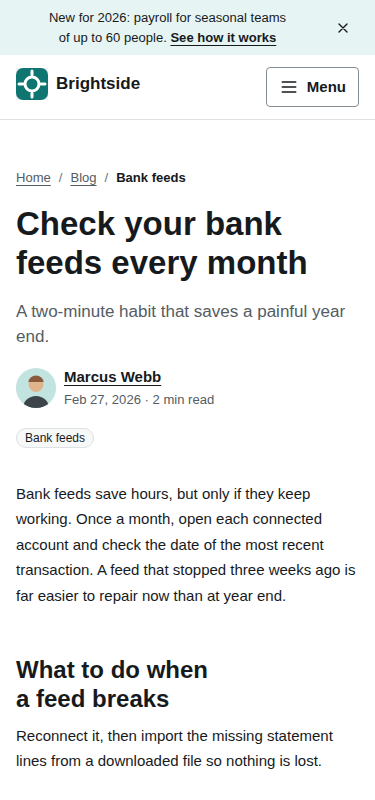 New for 2026: payroll for seasonal teams
of up to 60 people. See how it works
Brightside
Menu
Home / Blog / Bank feeds
Check your bank
feeds every month
A two-minute habit that saves a painful year
end.
Marcus Webb
Feb 27, 2026 · 2 min read
Bank feeds
Bank feeds save hours, but only if they keep
working. Once a month, open each connected
account and check the date of the most recent
transaction. A feed that stopped three weeks ago is
far easier to repair now than at year end.
What to do when
a feed breaks
Reconnect it, then import the missing statement
lines from a downloaded file so nothing is lost.